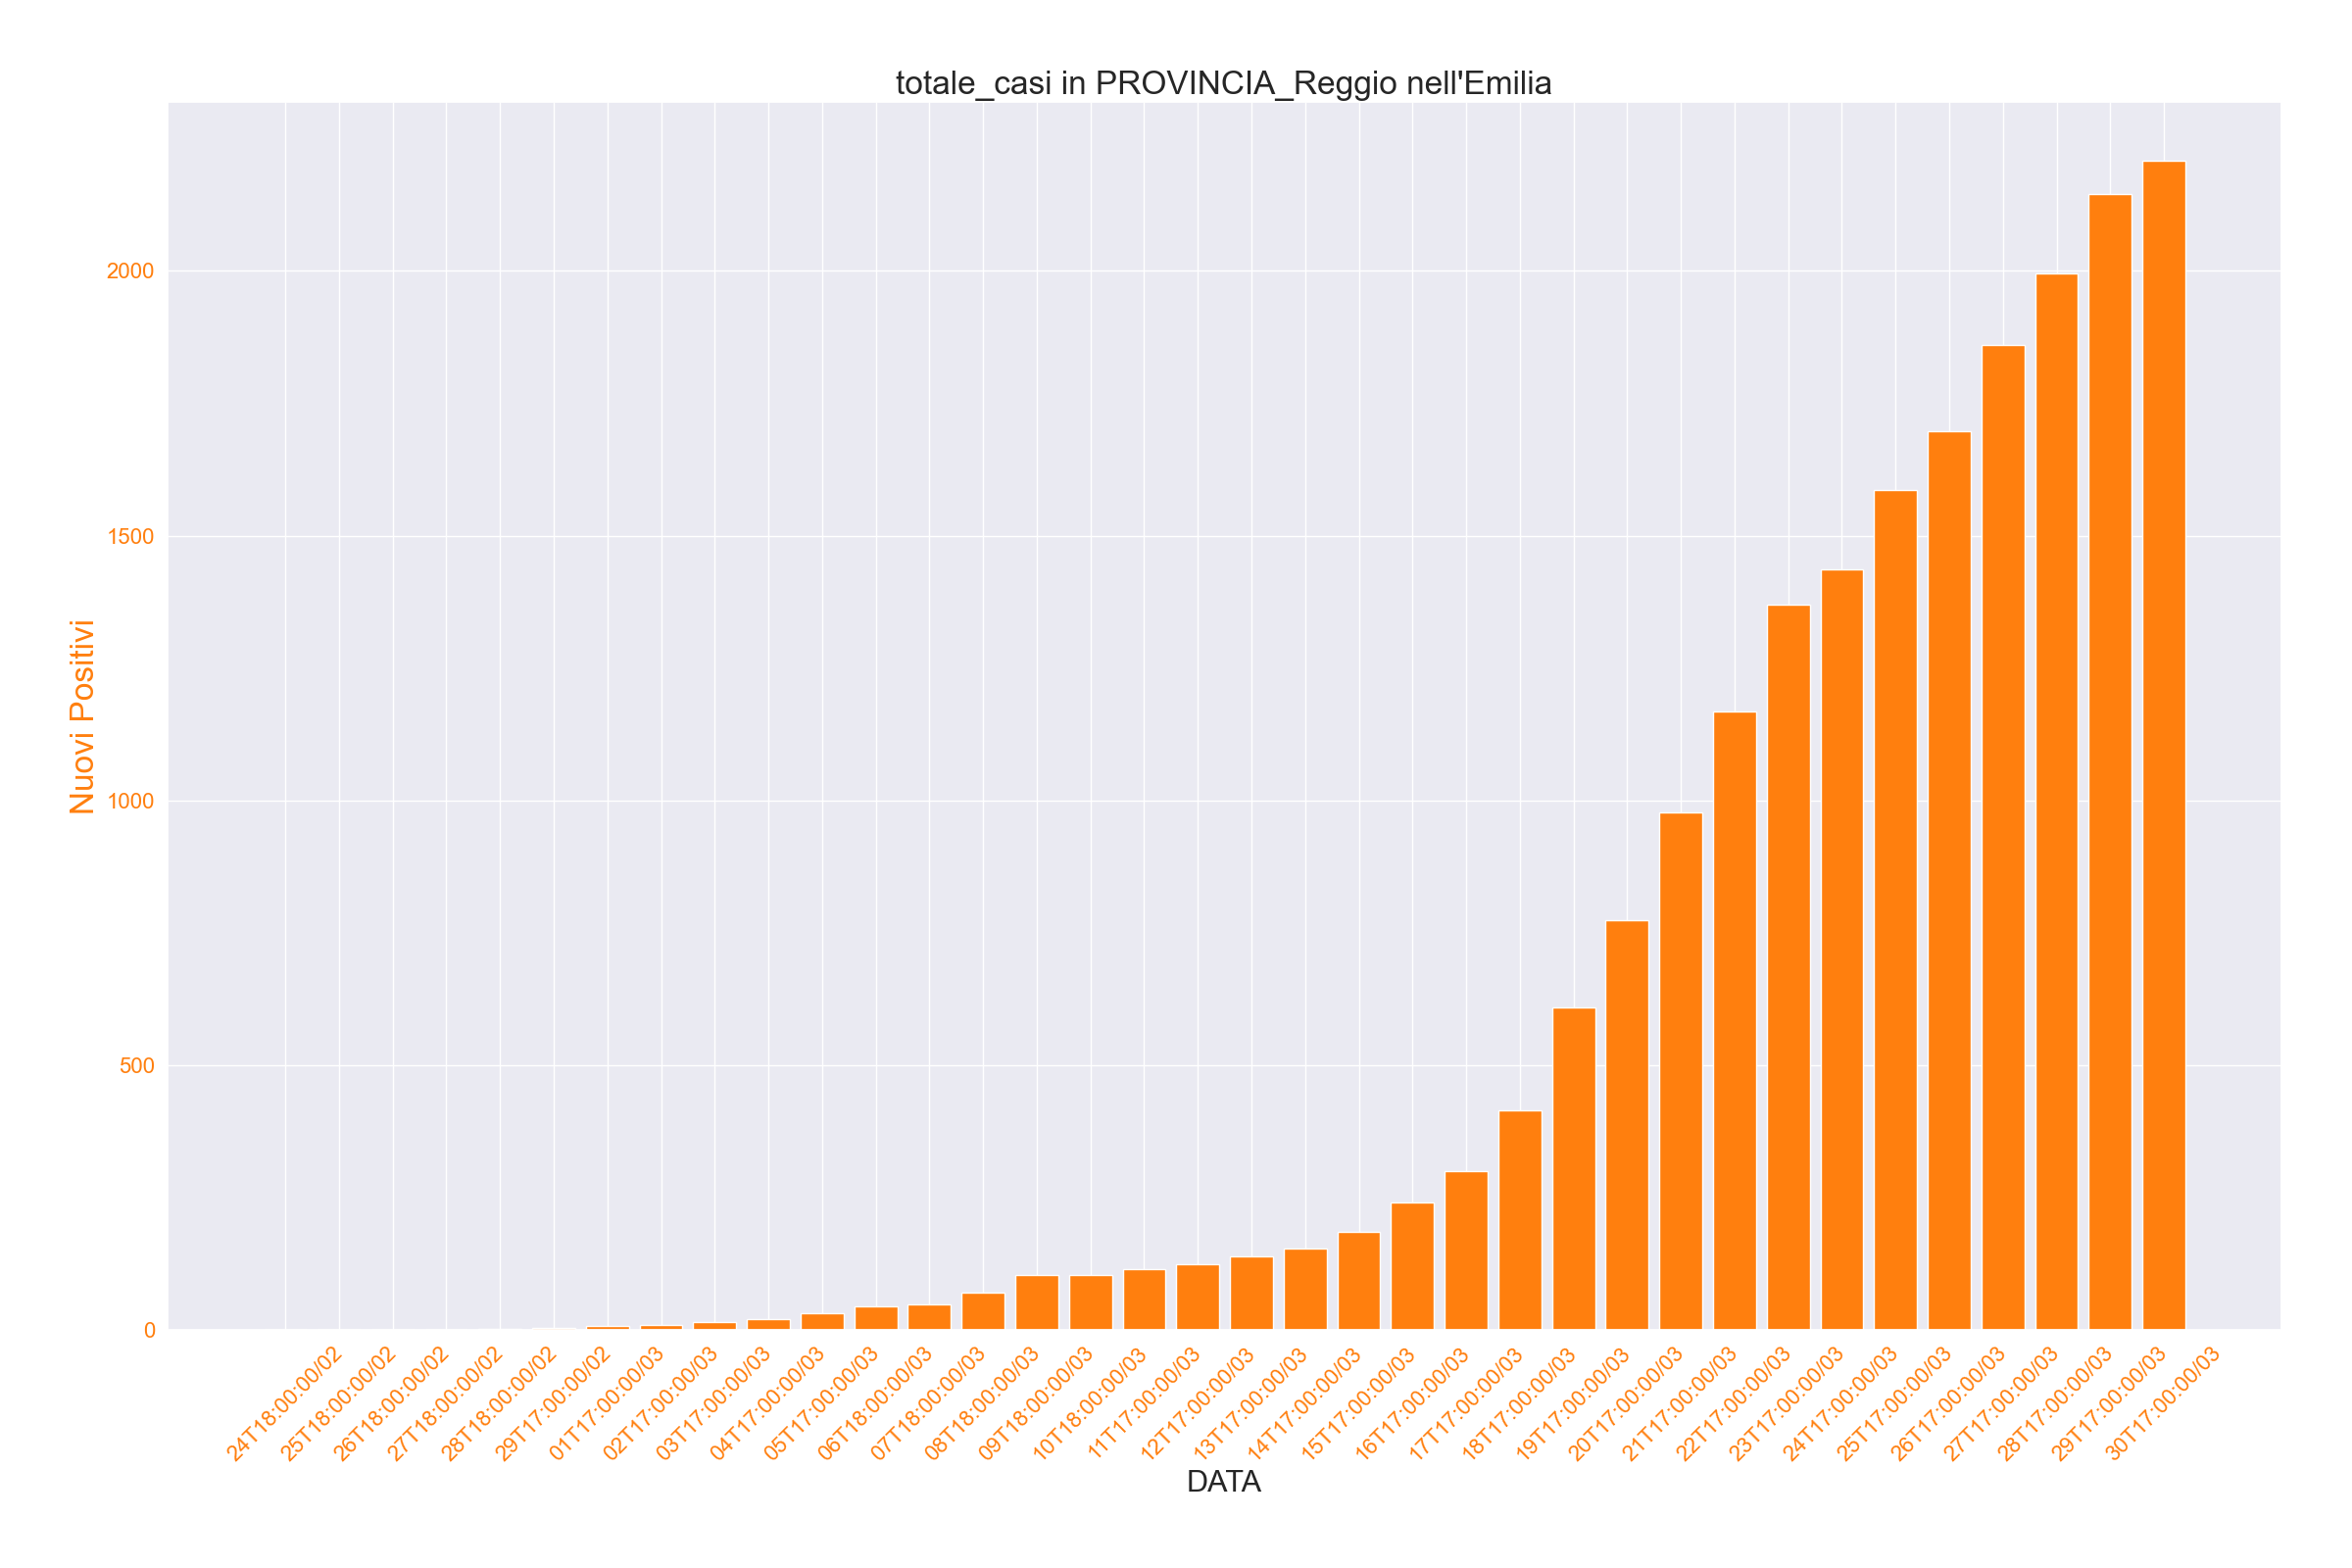 totale_casi in PROVINCIA_Reggio nell'Emilia
Nuovi Positivi
2000
1500
1000
500
0
24T18:00:00/02
25T18:00:00/02
26T18:00:00/02
27T18:00:00/02
28T18:00:00/02
29T17:00:00/02
01T17:00:00/03
02T17:00:00/03
03T17:00:00/03
04T17:00:00/03
05T17:00:00/03
06T18:00:00/03
07T18:00:00/03
08T18:00:00/03
09T18:00:00/03
10T18:00:00/03
11T17:00:00/03
12T17:00:00/03
13T17:00:00/03
14T17:00:00/03
15T17:00:00/03
16T17:00:00/03
17T17:00:00/03
18T17:00:00/03
19T17:00:00/03
20T17:00:00/03
21T17:00:00/03
22T17:00:00/03
23T17:00:00/03
24T17:00:00/03
25T17:00:00/03
26T17:00:00/03
27T17:00:00/03
28T17:00:00/03
29T17:00:00/03
30T17:00:00/03
DATA